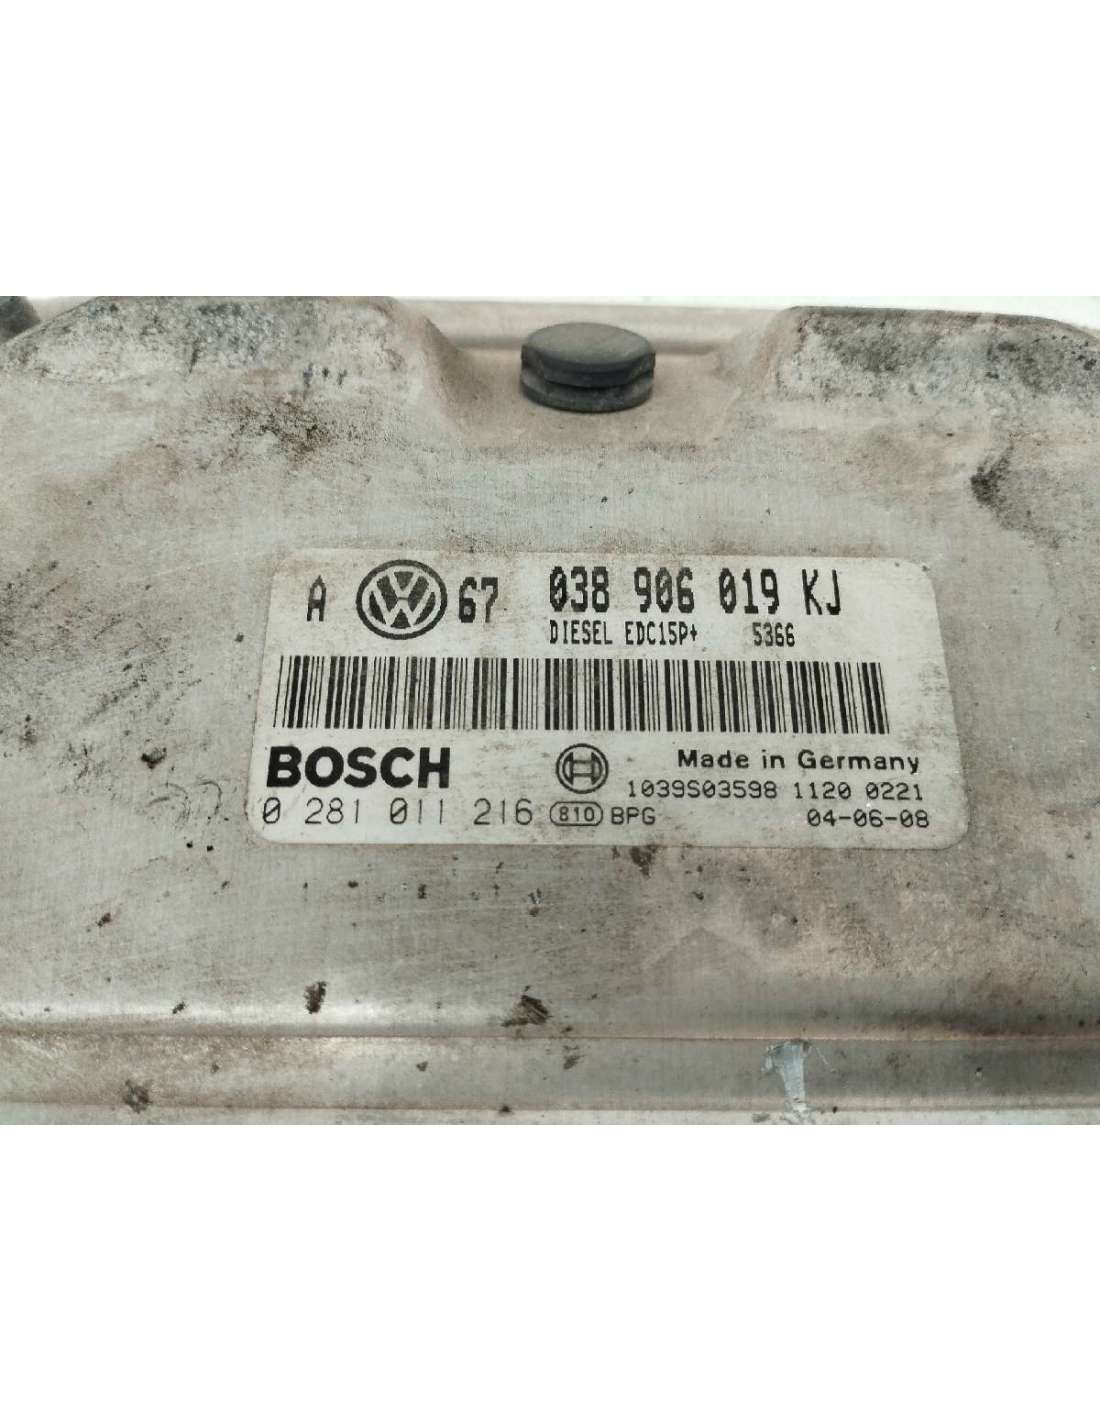 A VW 67 038 906 019 KJ
DIESEL EDC15P+ 5366
BOSCH Made in Germany
1039S03598 1120 0221
0 281 011 216 810 BPG 04-06-08